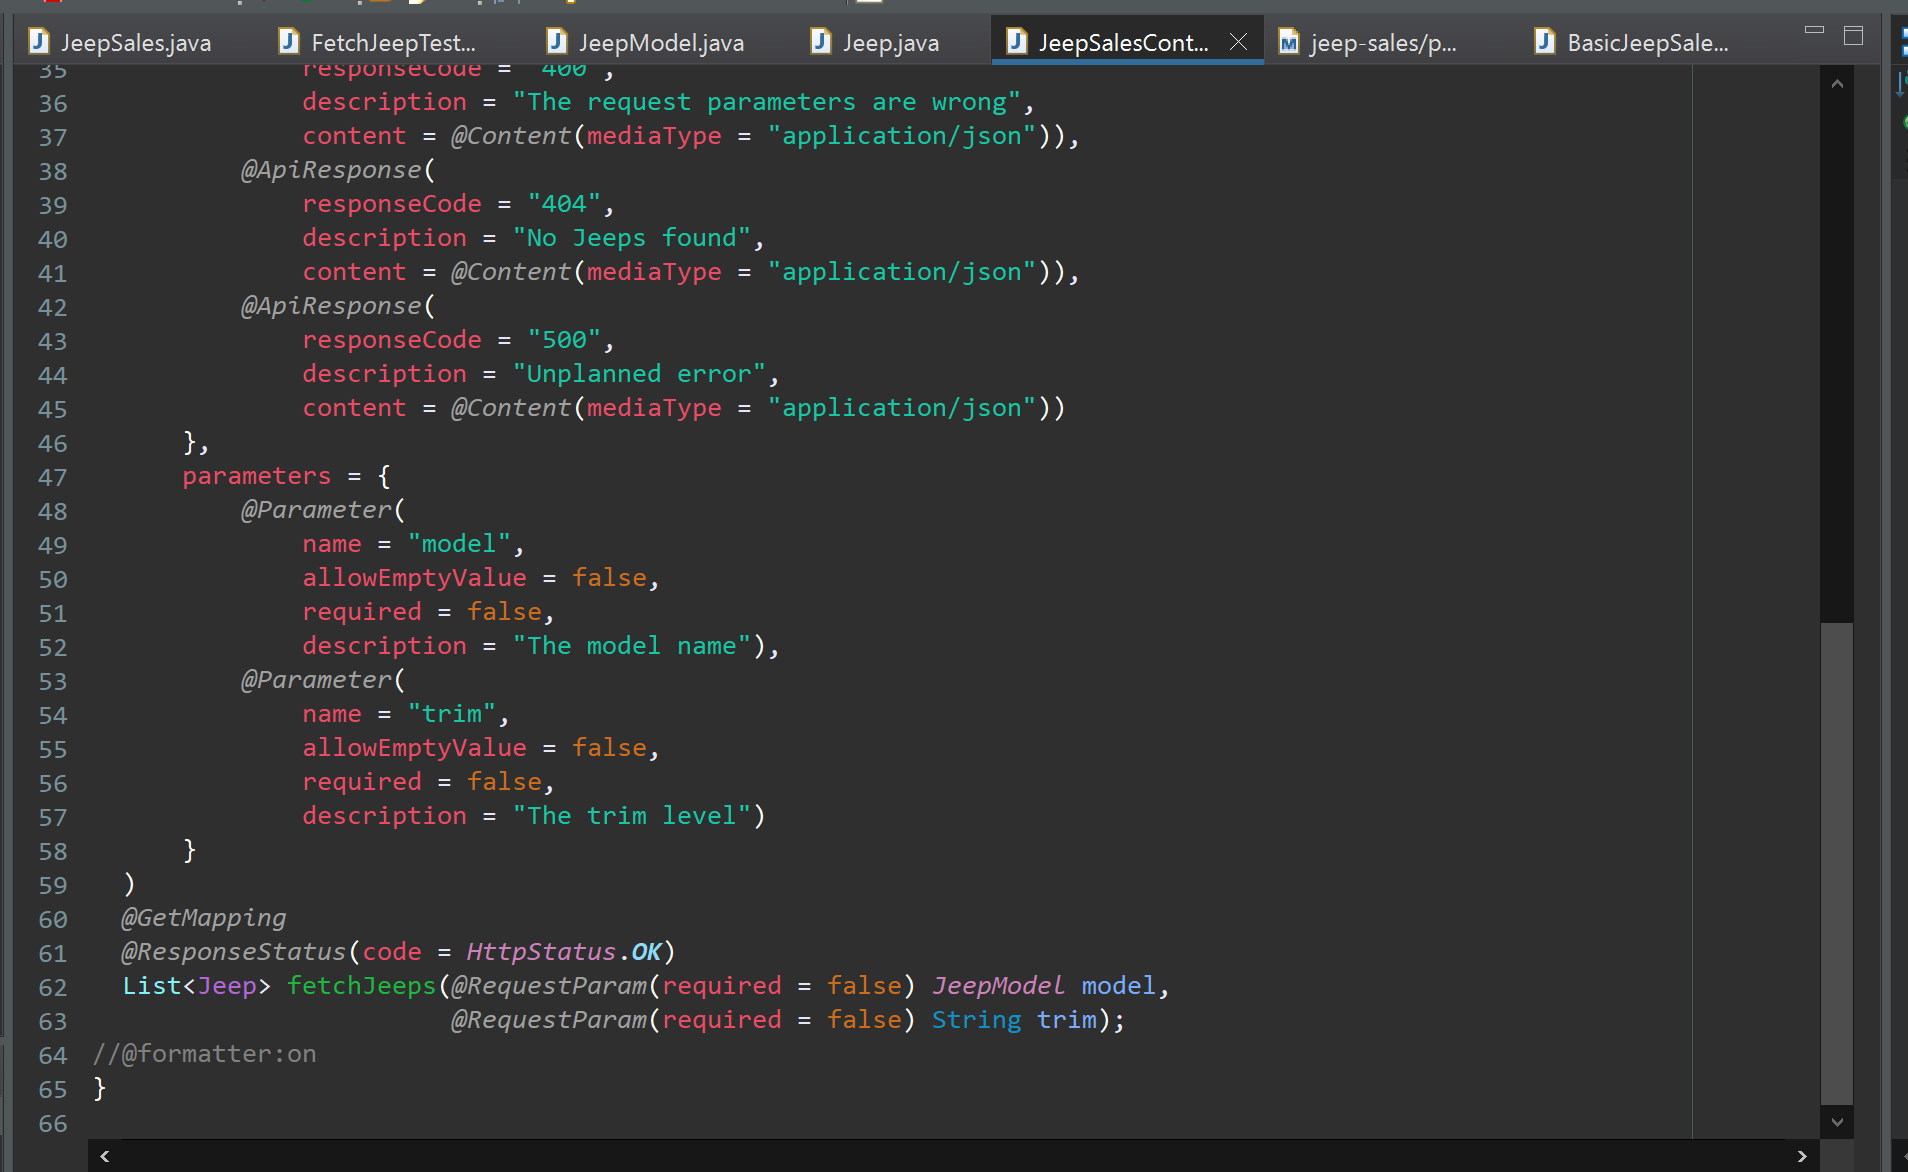 JeepSales.java FetchJeepTest... JeepModel.java Jeep.java JeepSalesCont... jeep-sales/p... BasicJeepSale...
35 responseCode = "400",
36 description = "The request parameters are wrong",
37 content = @Content(mediaType = "application/json")),
38 @ApiResponse(
39 responseCode = "404",
40 description = "No Jeeps found",
41 content = @Content(mediaType = "application/json")),
42 @ApiResponse(
43 responseCode = "500",
44 description = "Unplanned error",
45 content = @Content(mediaType = "application/json"))
46 },
47 parameters = {
48 @Parameter(
49 name = "model",
50 allowEmptyValue = false,
51 required = false,
52 description = "The model name"),
53 @Parameter(
54 name = "trim",
55 allowEmptyValue = false,
56 required = false,
57 description = "The trim level")
58 }
59 )
60 @GetMapping
61 @ResponseStatus(code = HttpStatus.OK)
62 List<Jeep> fetchJeeps(@RequestParam(required = false) JeepModel model,
63 @RequestParam(required = false) String trim);
64 //@formatter:on
65 }
66